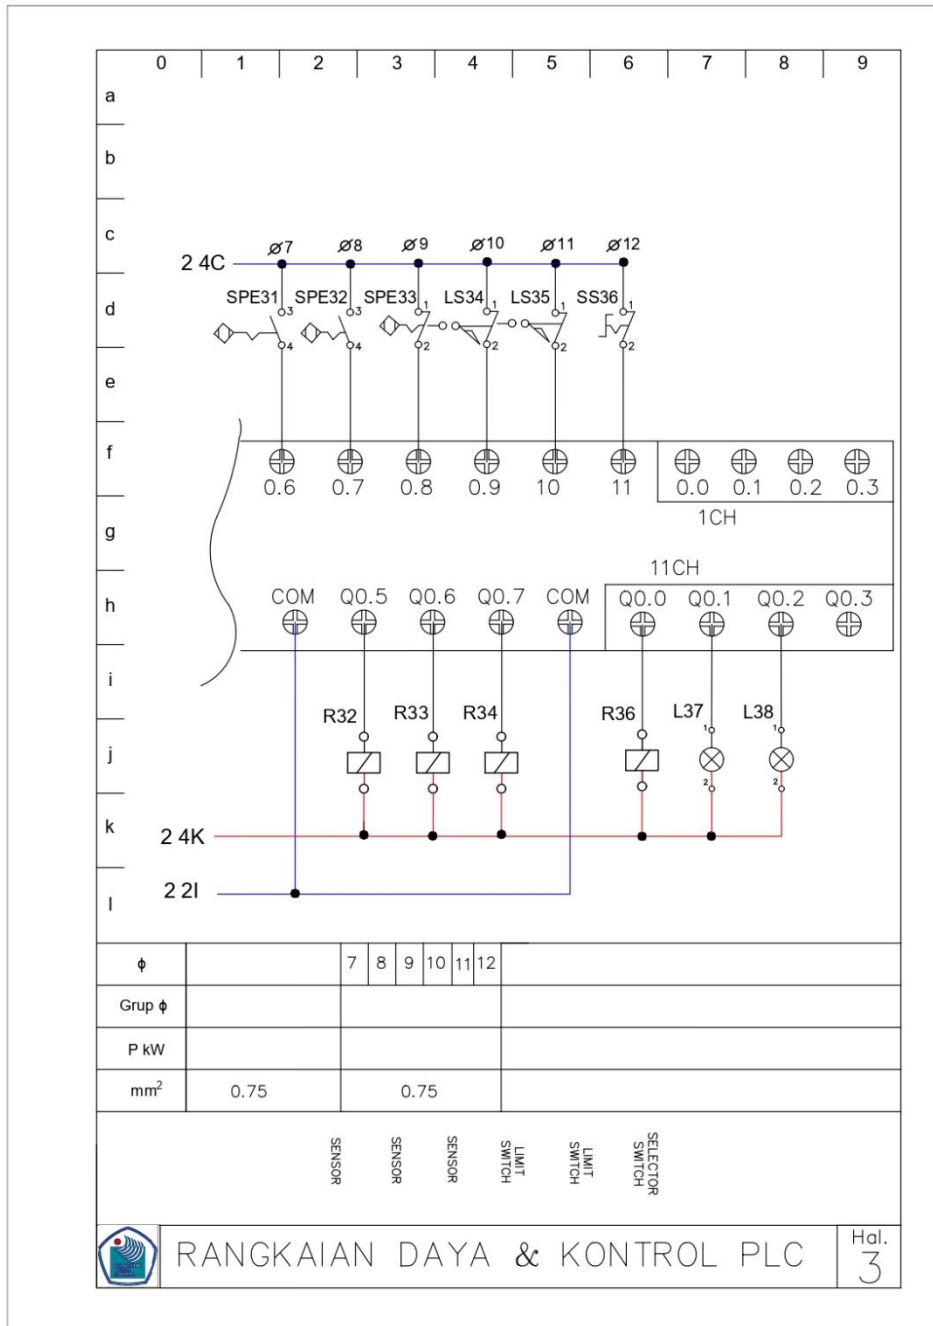 0 1 2 3 4 5 6 7 8 9
a
b
c
ø7 ø8 ø9 ø10 ø11 ø12
2 4C
d
SPE31 SPE32 SPE33 LS34 LS35 SS36
3 3 1 1 1 1
4 4 2 2 2 2
e
f
0.6 0.7 0.8 0.9 10 11 0.0 0.1 0.2 0.3
1CH
g
11CH
h
COM Q0.5 Q0.6 Q0.7 COM Q0.0 Q0.1 Q0.2 Q0.3
i
R32 R33 R34 R36 L37 L38
1 1
j
2 2
k
2 4K
2 2I
l
ϕ 7 8 9 10 11 12
Grup ϕ
P kW
mm² 0.75 0.75
SENSOR
SENSOR
SENSOR
LIMIT
SWITCH
LIMIT
SWITCH
SELECTOR
SWITCH
RANGKAIAN DAYA & KONTROL PLC
Hal.
3